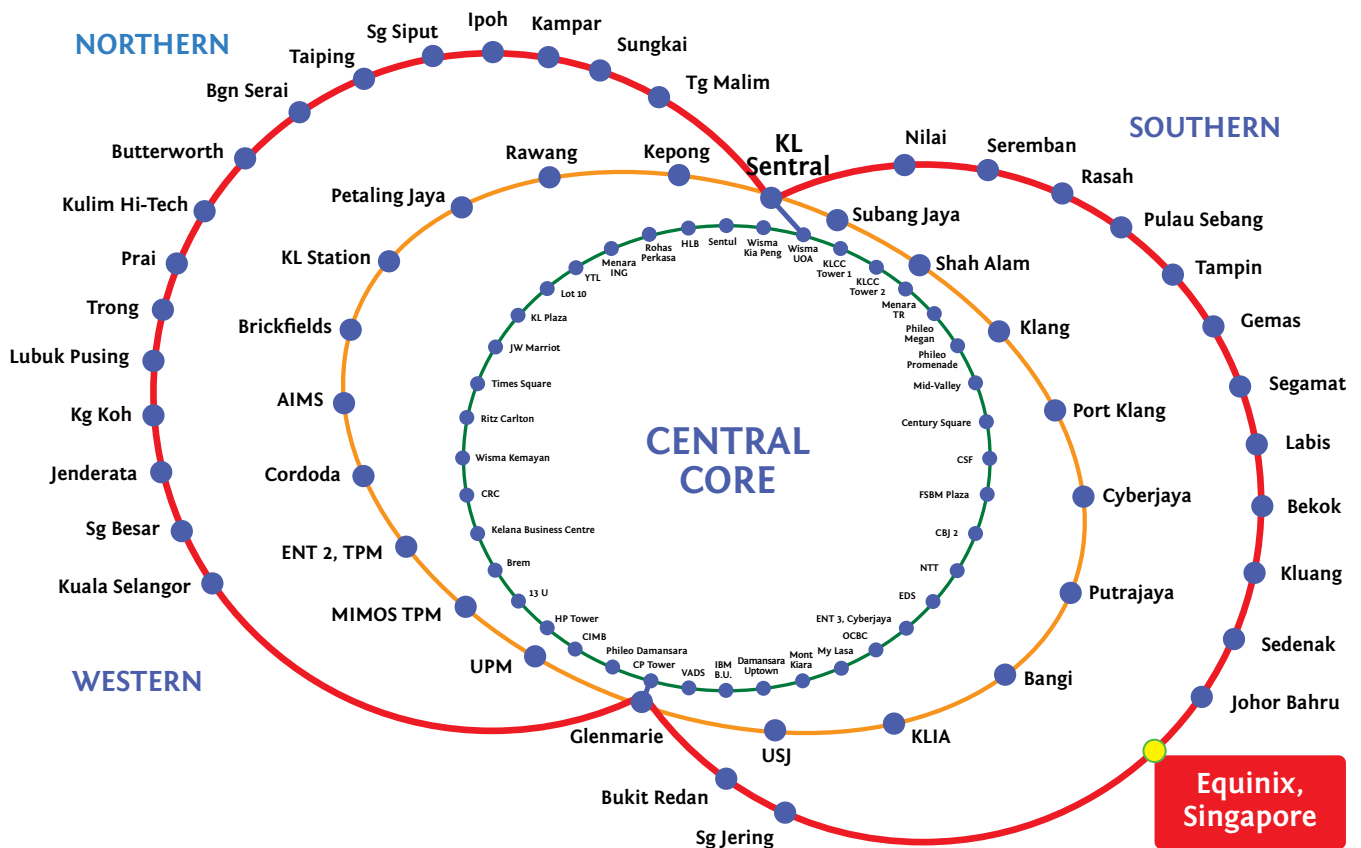 NORTHERN
Sg Siput
Ipoh
Kampar
Sungkai
Tg Malim
Taiping
Bgn Serai
Butterworth
Kulim Hi-Tech
Prai
Trong
Lubuk Pusing
Kg Koh
Jenderata
Sg Besar
Kuala Selangor
WESTERN
SOUTHERN
KL
Sentral
Nilai
Seremban
Rasah
Pulau Sebang
Tampin
Gemas
Segamat
Labis
Bekok
Kluang
Sedenak
Johor Bahru
Equinix,
Singapore
Sg Jering
Bukit Redan
Glenmarie
Kepong
Rawang
Petaling Jaya
KL Station
Brickfields
AIMS
Cordoda
ENT 2, TPM
MIMOS TPM
UPM
Subang Jaya
Shah Alam
Klang
Port Klang
Cyberjaya
Putrajaya
Bangi
KLIA
USJ
CENTRAL
CORE
Sentul
Wisma
Kia Peng
Wisma
UOA
KLCC
Tower 1
KLCC
Tower 2
Menara
TR
Phileo
Megan
Phileo
Promenade
Mid-Valley
Century Square
CSF
FSBM Plaza
CBJ 2
NTT
EDS
ENT 3, Cyberjaya
OCBC
My Lasa
Mont
Kiara
Damansara
Uptown
IBM
B.U.
VADS
CP Tower
Phileo Damansara
CIMB
HP Tower
13 U
Brem
Kelana Business Centre
CRC
Wisma Kemayan
Ritz Carlton
Times Square
JW Marriot
KL Plaza
Lot 10
YTL
Menara
ING
Rohas
Perkasa
HLB